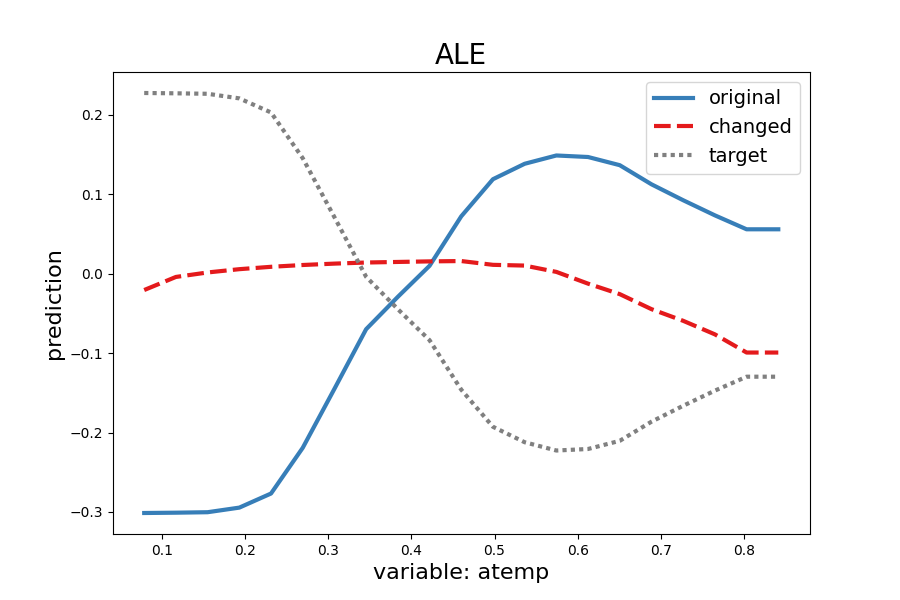 ALE
original
changed
target
0.2
0.1
0.0
−0.1
−0.2
−0.3
prediction
0.1 0.2 0.3 0.4 0.5 0.6 0.7 0.8
variable: atemp